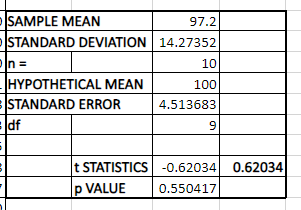 SAMPLE MEAN 97.2
STANDARD DEVIATION 14.27352
n = 10
HYPOTHETICAL MEAN 100
STANDARD ERROR 4.513683
df 9
t STATISTICS -0.62034 0.62034
p VALUE 0.550417